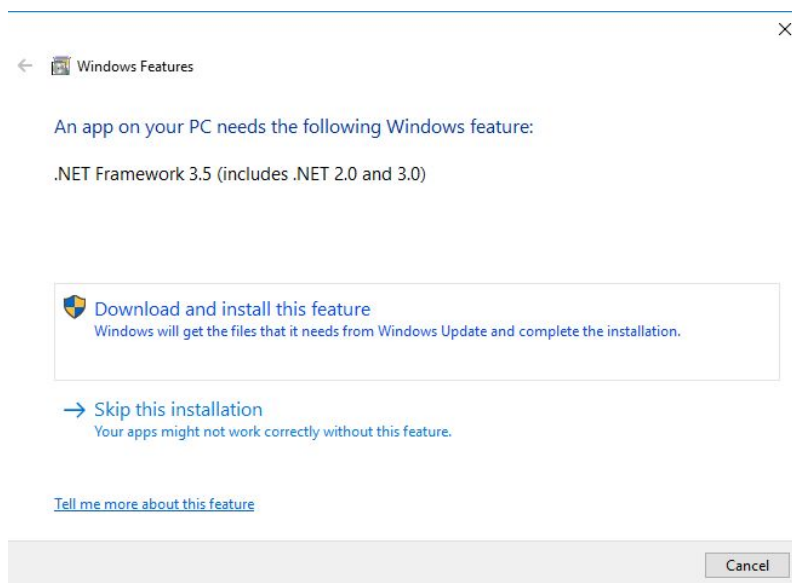 Windows Features
An app on your PC needs the following Windows feature:
.NET Framework 3.5 (includes .NET 2.0 and 3.0)
Download and install this feature
Windows will get the files that it needs from Windows Update and complete the installation.
Skip this installation
Your apps might not work correctly without this feature.
Tell me more about this feature
Cancel